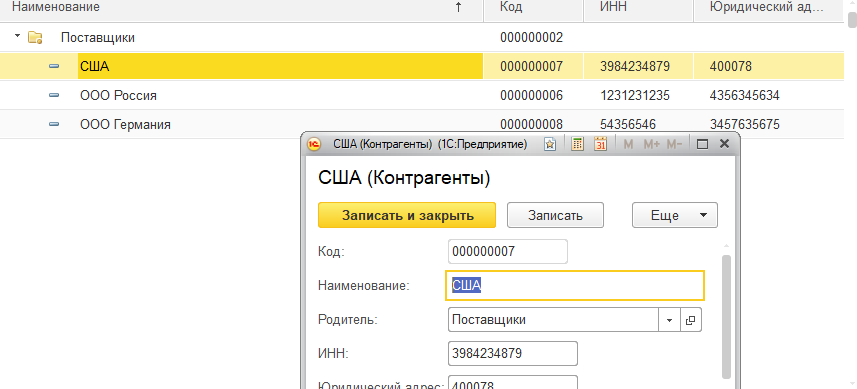 Наименование ↑ Код ИНН Юридический ад...
Поставщики 000000002
США 000000007 3984234879 400078
ООО Россия 000000006 1231231235 4356345634
ООО Германия 000000008 54356546 3457635675
1С США (Контрагенты) (1С:Предприятие) 31 M M+ M−
США (Контрагенты)
Записать и закрыть Записать Еще
Код: 000000007
Наименование: США
Родитель: Поставщики
ИНН: 3984234879
Юридический адрес: 400078